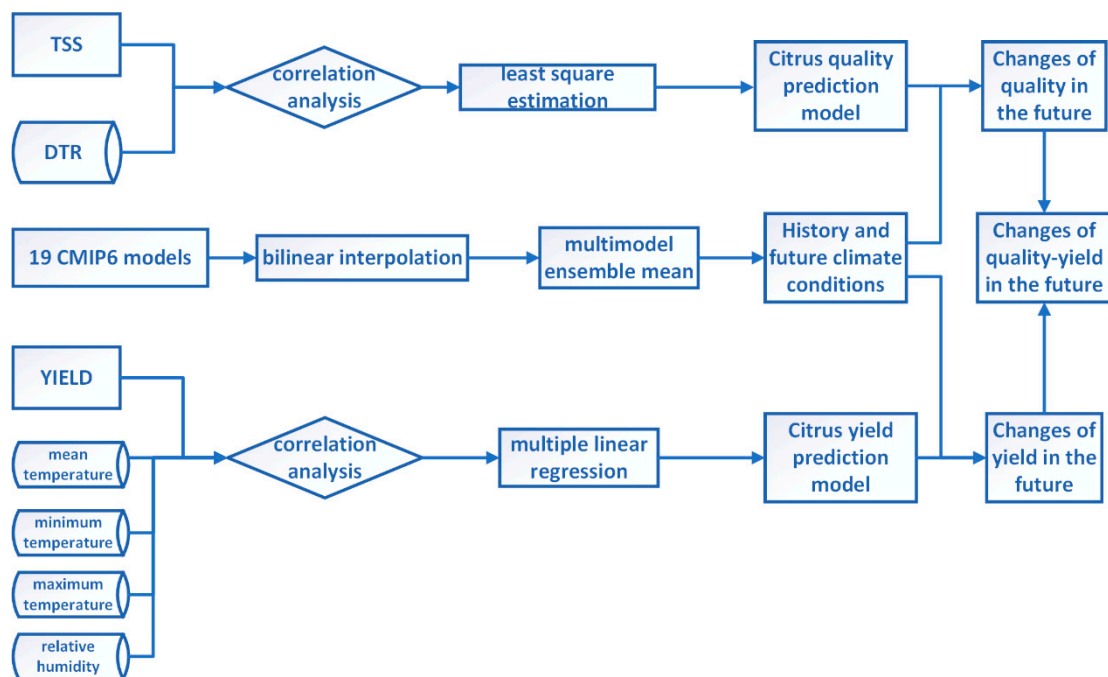 TSS
correlation
analysis
least square
estimation
Citrus quality
prediction
model
Changes of
quality in
the future
DTR
19 CMIP6 models
bilinear interpolation
multimodel
ensemble mean
History and
future climate
conditions
Changes of
quality-yield
in the future
YIELD
mean
temperature
correlation
analysis
multiple linear
regression
Citrus yield
prediction
model
Changes of
yield in the
future
minimum
temperature
maximum
temperature
relative
humidity